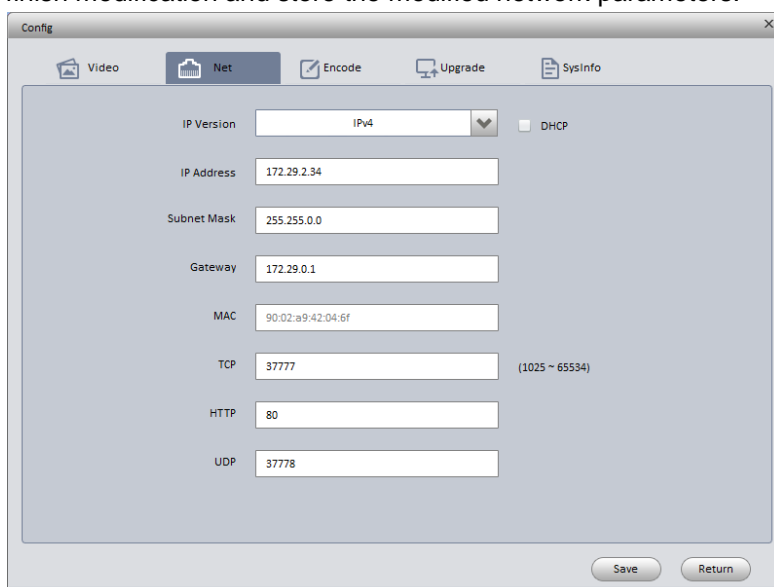 finish modification and store the modified network parameters.
Config
Video Net Encode Upgrade SysInfo
IP Version IPv4 DHCP
IP Address 172.29.2.34
Subnet Mask 255.255.0.0
Gateway 172.29.0.1
MAC 90:02:a9:42:04:6f
TCP 37777 (1025 ~ 65534)
HTTP 80
UDP 37778
Save Return